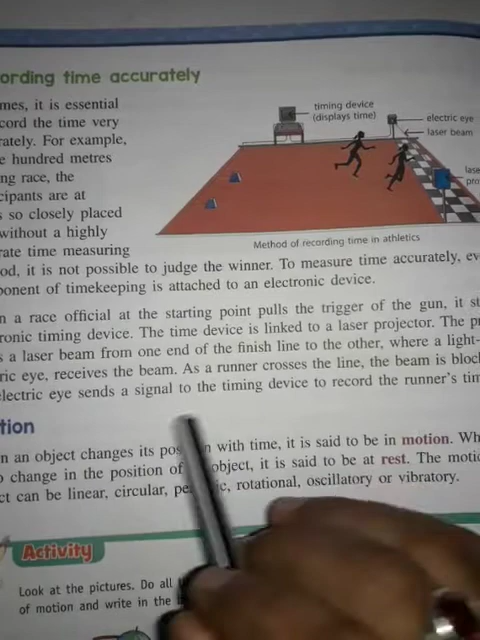 ording time accurately
mes, it is essential
cord the time very
rately. For example,
e hundred metres
ng race, the
cipants are at
s so closely placed
without a highly
rate time measuring
od, it is not possible to judge the winner. To measure time accurately, ev
ponent of timekeeping is attached to an electronic device.
timing device
(displays time)
electric eye
laser beam
lase
pro
Method of recording time in athletics
n a race official at the starting point pulls the trigger of the gun, it st
ronic timing device. The time device is linked to a laser projector. The p
s a laser beam from one end of the finish line to the other, where a light-
ric eye, receives the beam. As a runner crosses the line, the beam is bloc
electric eye sends a signal to the timing device to record the runner's tim
tion
n an object changes its pos n with time, it is said to be in motion. Wh
o change in the position of object, it is said to be at rest. The motio
ct can be linear, circular, pe ic, rotational, oscillatory or vibratory.
Activity
Look at the pictures. Do all
of motion and write in the